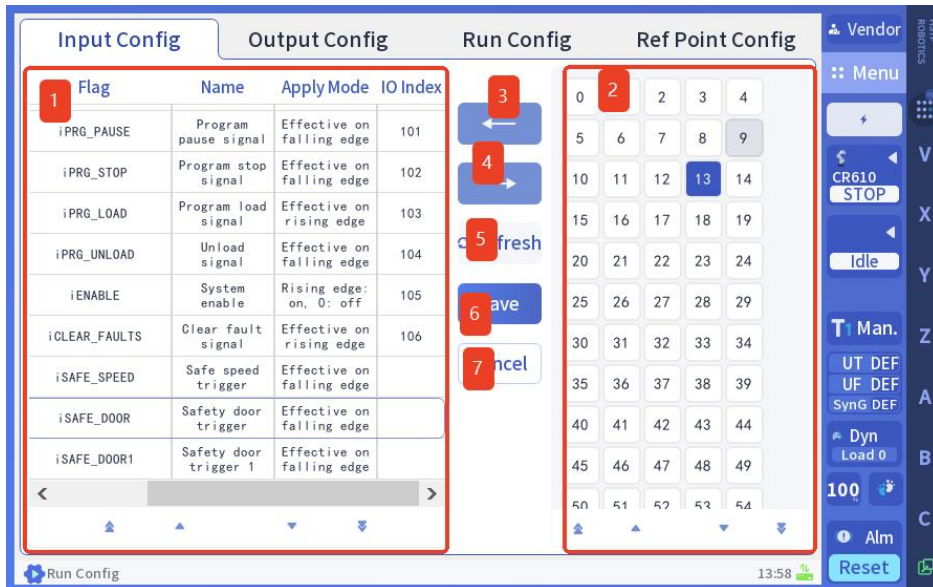 Input Config
Output Config
Run Config
Ref Point Config
Vendor
Menu
Flag
Name
Apply Mode
IO Index
1
iPRG_PAUSE
Program
pause signal
Effective on
falling edge
101
iPRG_STOP
Program stop
signal
Effective on
falling edge
102
iPRG_LOAD
Program load
signal
Effective on
rising edge
103
iPRG_UNLOAD
Unload
signal
Effective on
falling edge
104
iENABLE
System
enable
Rising edge:
on, 0: off
105
iCLEAR_FAULTS
Clear fault
signal
Effective on
rising edge
106
iSAFE_SPEED
Safe speed
trigger
Effective on
falling edge
iSAFE_DOOR
Safety door
trigger
Effective on
falling edge
iSAFE_DOOR1
Safety door
trigger 1
Effective on
falling edge
3
4
5
fresh
6
ave
7
ncel
0 2 2 3 4
5 6 7 8 9
10 11 12 13 14
15 16 17 18 19
20 21 22 23 24
25 26 27 28 29
30 31 32 33 34
35 36 37 38 39
40 41 42 43 44
45 46 47 48 49
50 51 52 53 54
CR610
STOP
Idle
T1 Man.
UT DEF
UF DEF
SynG DEF
Dyn
Load 0
100
Alm
Reset
ROBOTICS
V
X
Y
Z
A
B
C
Run Config
13:58